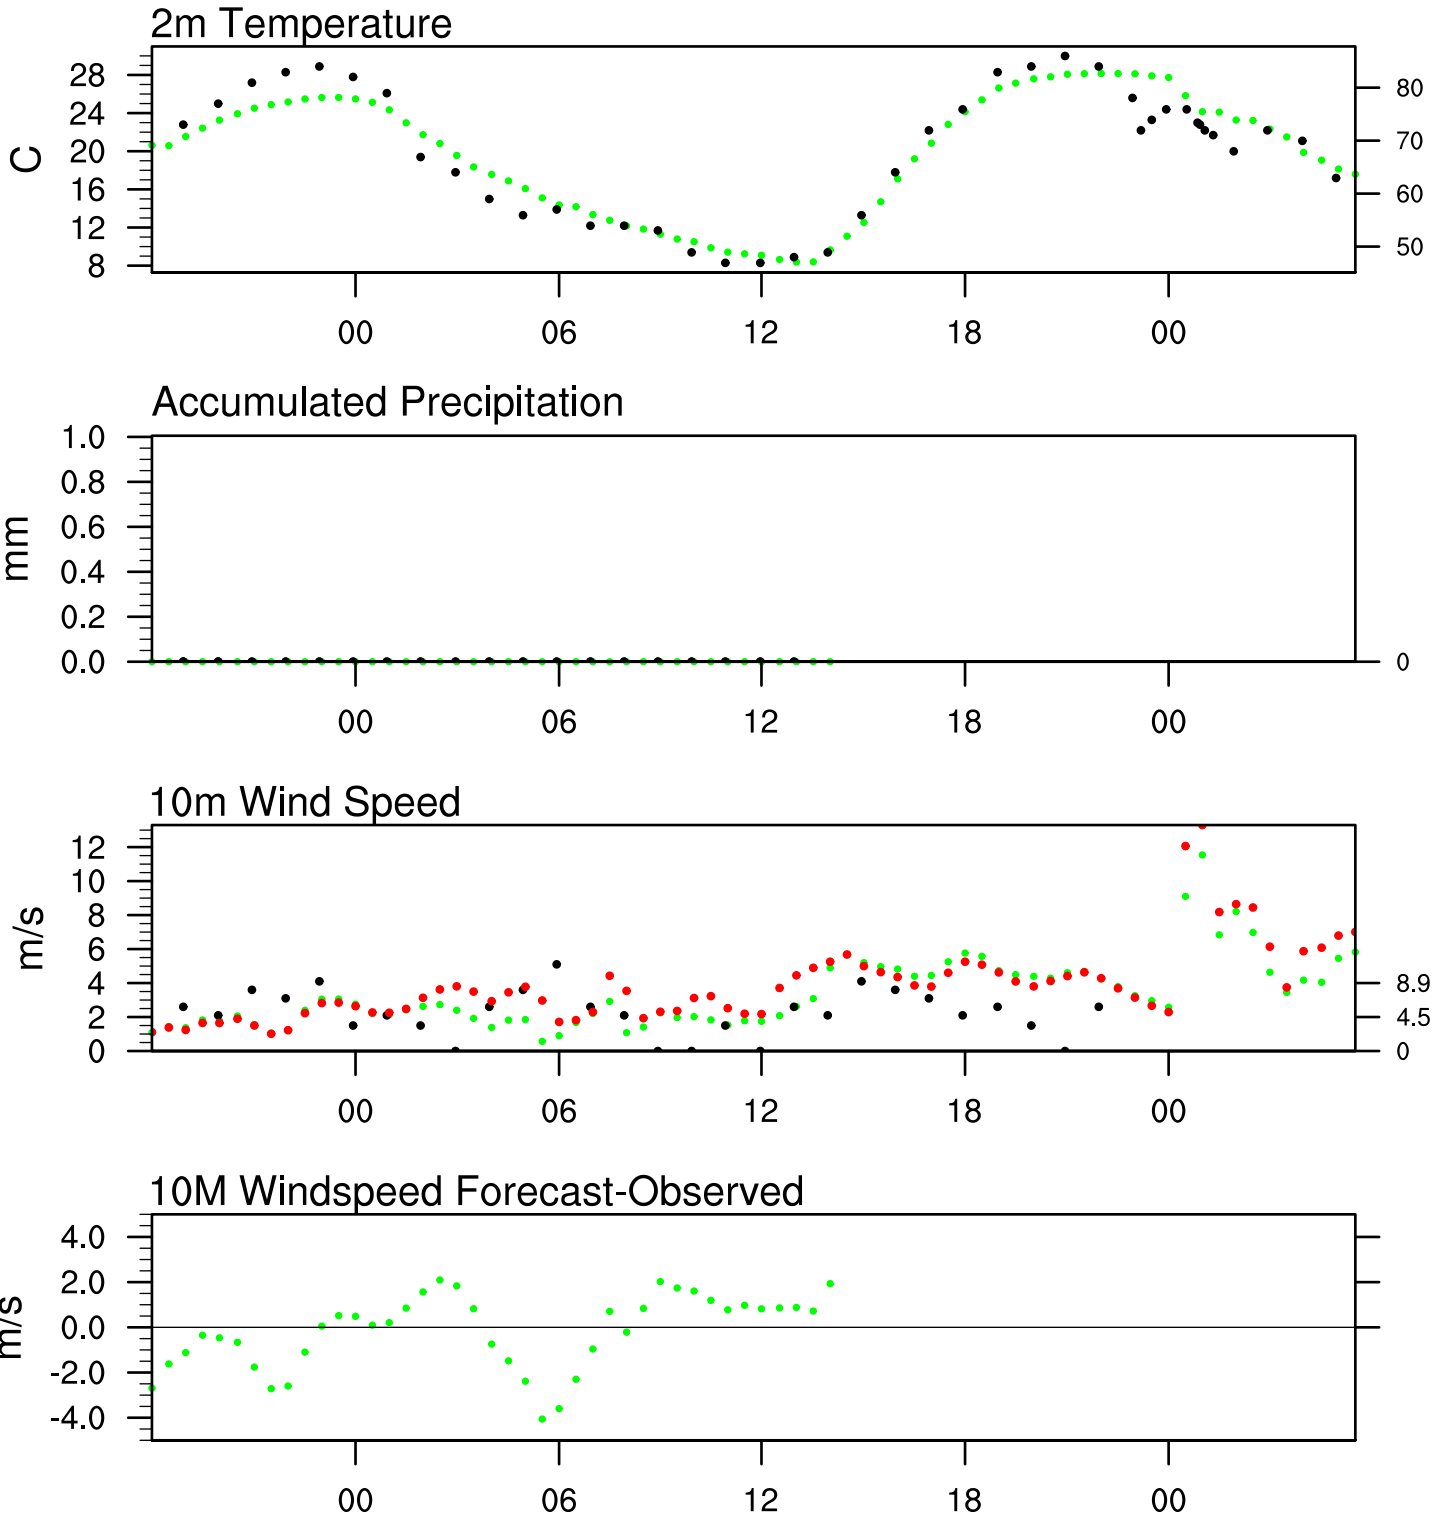 2m Temperature
C
28
24
20
16
12
8
80
70
60
50
00 06 12 18 00
Accumulated Precipitation
mm
1.0
0.8
0.6
0.4
0.2
0.0
0
00 06 12 18 00
10m Wind Speed
m/s
12
10
8
6
4
2
0
8.9
4.5
0
00 06 12 18 00
10M Windspeed Forecast-Observed
m/s
4.0
2.0
0.0
-2.0
-4.0
00 06 12 18 00